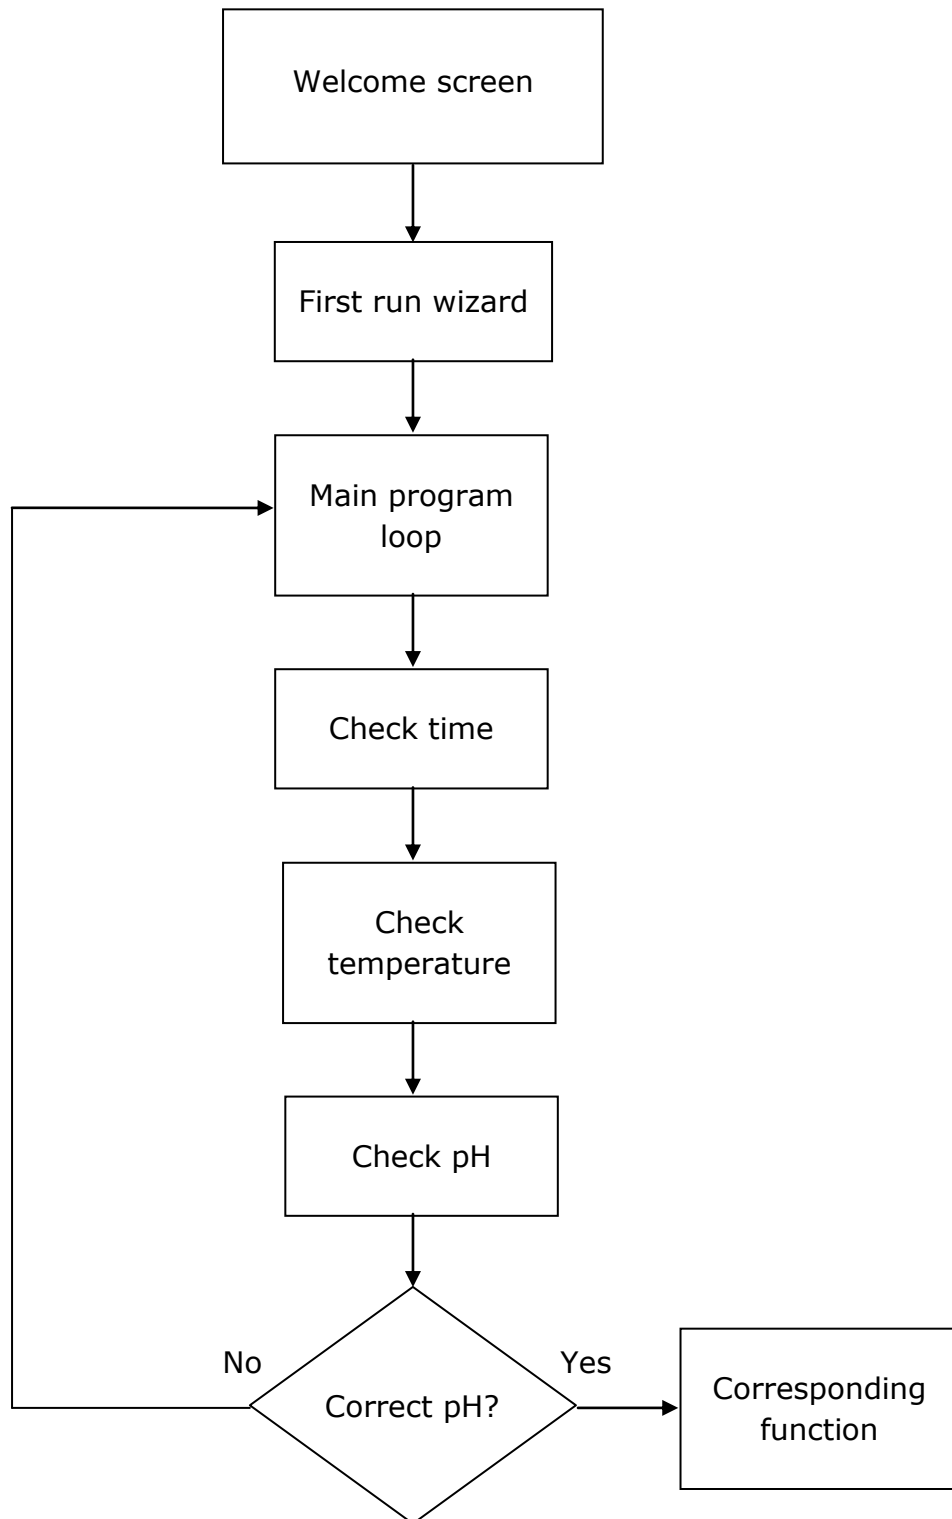 Welcome screen
First run wizard
Main program
loop
Check time
Check
temperature
Check pH
No
Yes
Correct pH?
Corresponding
function